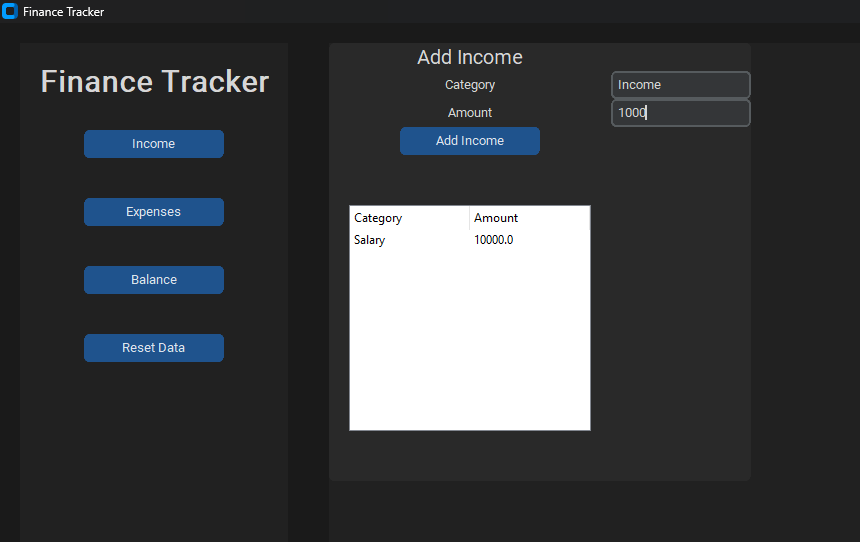 Finance Tracker
Finance Tracker
Income
Expenses
Balance
Reset Data
Add Income
Category Income
Amount 1000
Add Income
Category Amount
Salary 10000.0